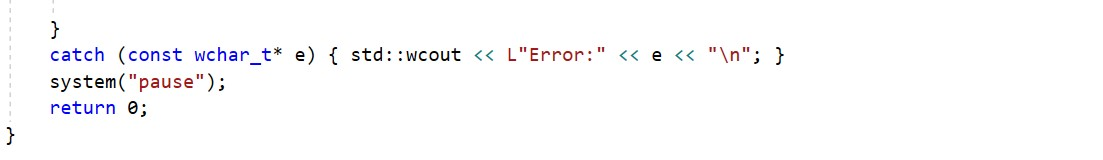 }
catch (const wchar_t* e) { std::wcout << L"Error:" << e << "\n"; }
system("pause");
return 0;
}